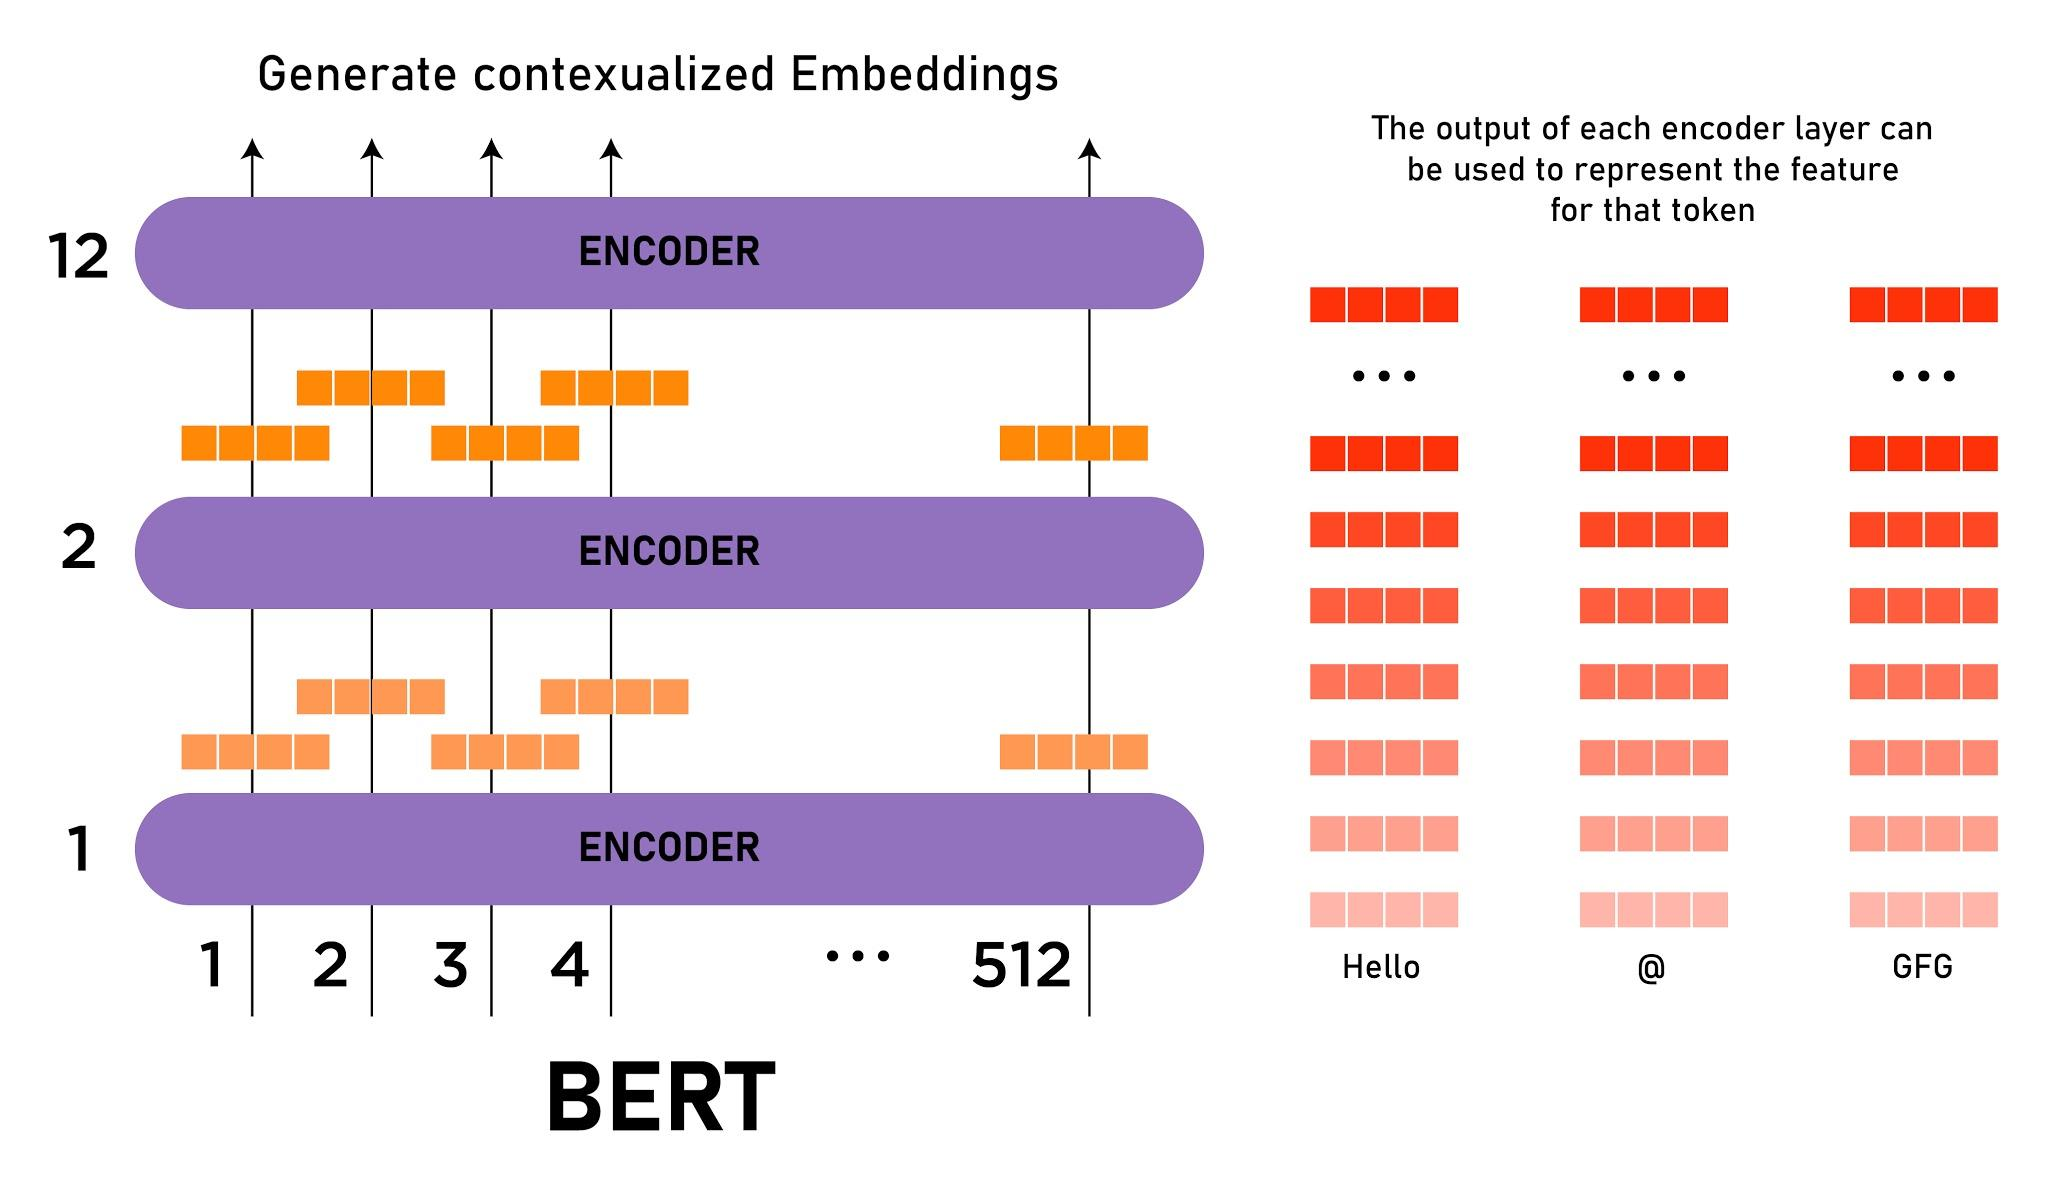 Generate contexualized Embeddings
12
ENCODER
2
ENCODER
1
ENCODER
1 2 3 4 ... 512
BERT
The output of each encoder layer can
be used to represent the feature
for that token
...
...
...
Hello
@
GFG